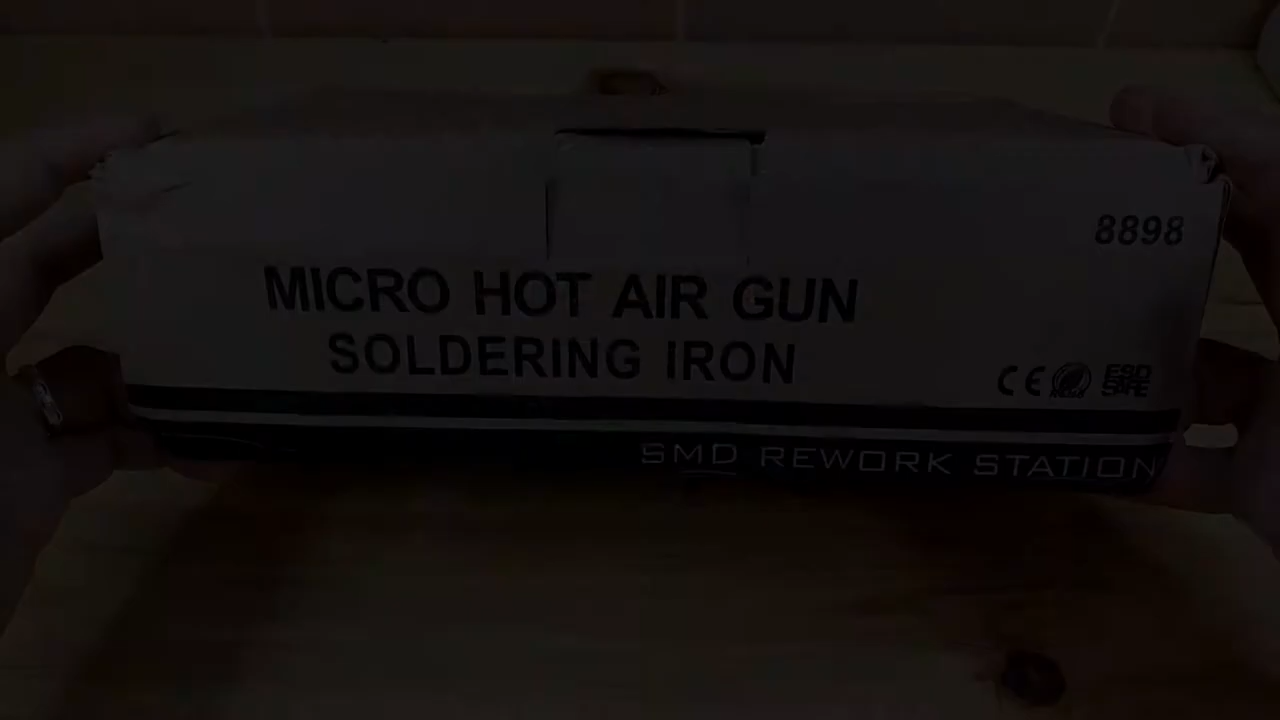 8898
MICRO HOT AIR GUN
SOLDERING IRON
CE
ESD
SAFE
SMD REWORK STATION